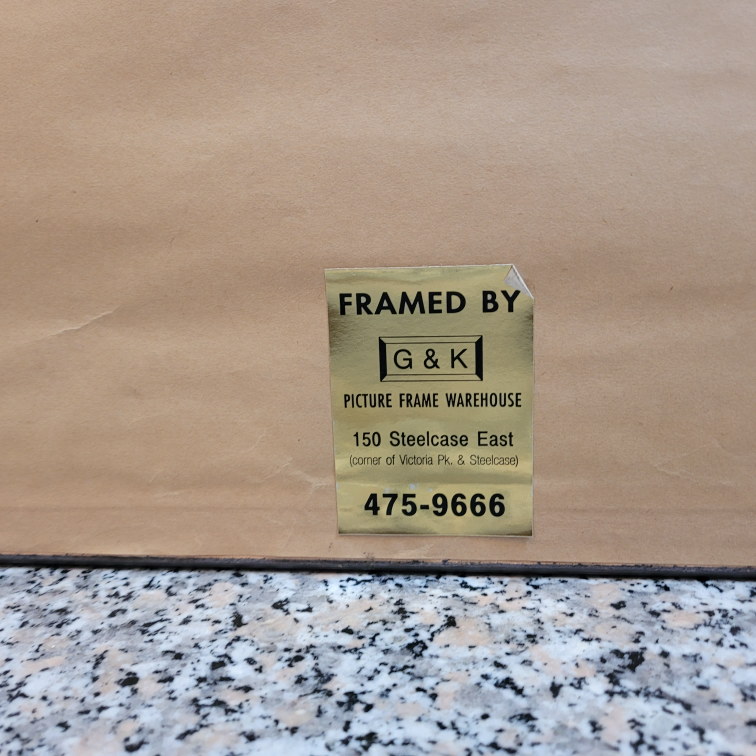 FRAMED BY
G & K
PICTURE FRAME WAREHOUSE
150 Steelcase East
(corner of Victoria Pk. & Steelcase)
475-9666